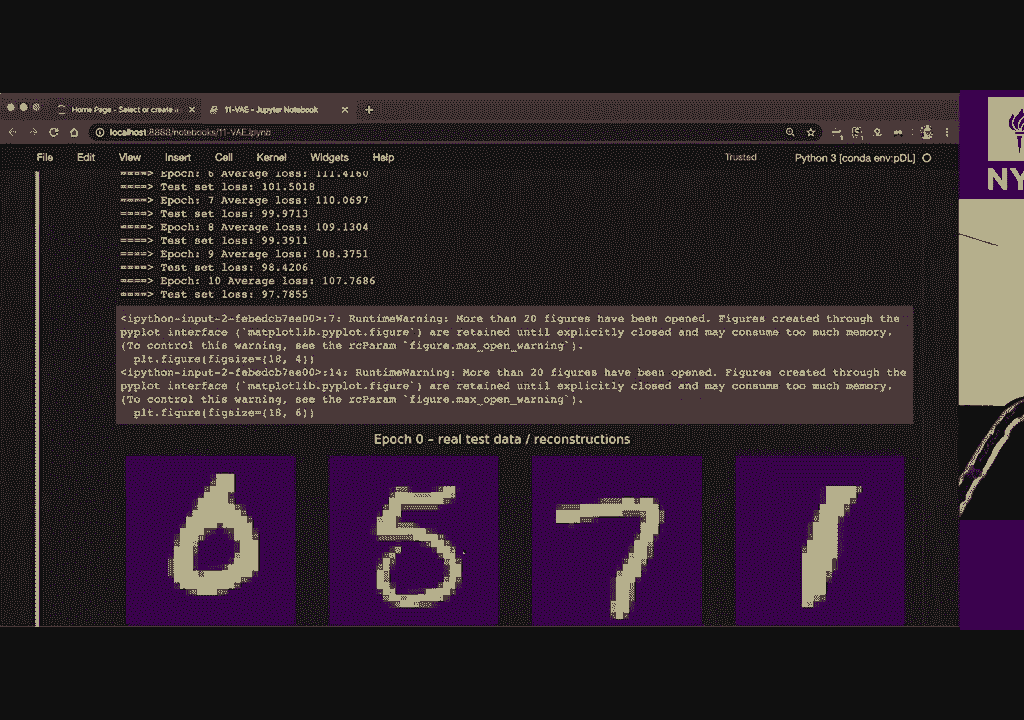 Home Page - Select or create
11-VAE - Jupyter Notebook
localhost:8888/notebooks/11-VAE.ipynb
File Edit View Insert Cell Kernel Widgets Help Trusted Python 3 [conda env:pDL]
====> Epoch: 6 Average loss: 111.4160
====> Test set loss: 101.5018
====> Epoch: 7 Average loss: 110.0697
====> Test set loss: 99.9713
====> Epoch: 8 Average loss: 109.1304
====> Test set loss: 99.3911
====> Epoch: 9 Average loss: 108.3751
====> Test set loss: 98.4206
====> Epoch: 10 Average loss: 107.7686
====> Test set loss: 97.7855
<ipython-input-2-febedcb7ee00>:7: RuntimeWarning: More than 20 figures have been opened. Figures created through the
pyplot interface (`matplotlib.pyplot.figure`) are retained until explicitly closed and may consume too much memory.
(To control this warning, see the rcParam `figure.max_open_warning`).
plt.figure(figsize=(18, 4))
<ipython-input-2-febedcb7ee00>:14: RuntimeWarning: More than 20 figures have been opened. Figures created through the
pyplot interface (`matplotlib.pyplot.figure`) are retained until explicitly closed and may consume too much memory.
(To control this warning, see the rcParam `figure.max_open_warning`).
plt.figure(figsize=(18, 6))
Epoch 0 – real test data / reconstructions
6 5 7 1
NY